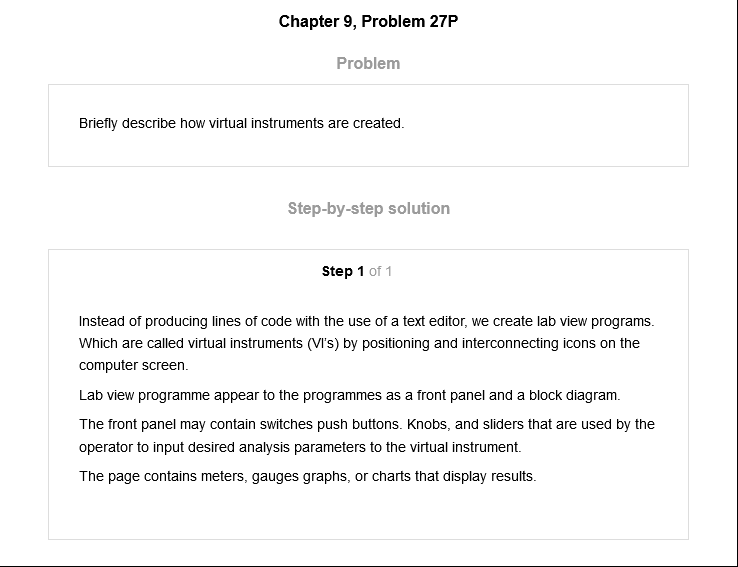 Chapter 9, Problem 27P
Problem
Briefly describe how virtual instruments are created.
Step-by-step solution
Step 1 of 1
Instead of producing lines of code with the use of a text editor, we create lab view programs.
Which are called virtual instruments (VI's) by positioning and interconnecting icons on the
computer screen.
Lab view programme appear to the programmes as a front panel and a block diagram.
The front panel may contain switches push buttons. Knobs, and sliders that are used by the
operator to input desired analysis parameters to the virtual instrument.
The page contains meters, gauges graphs, or charts that display results.